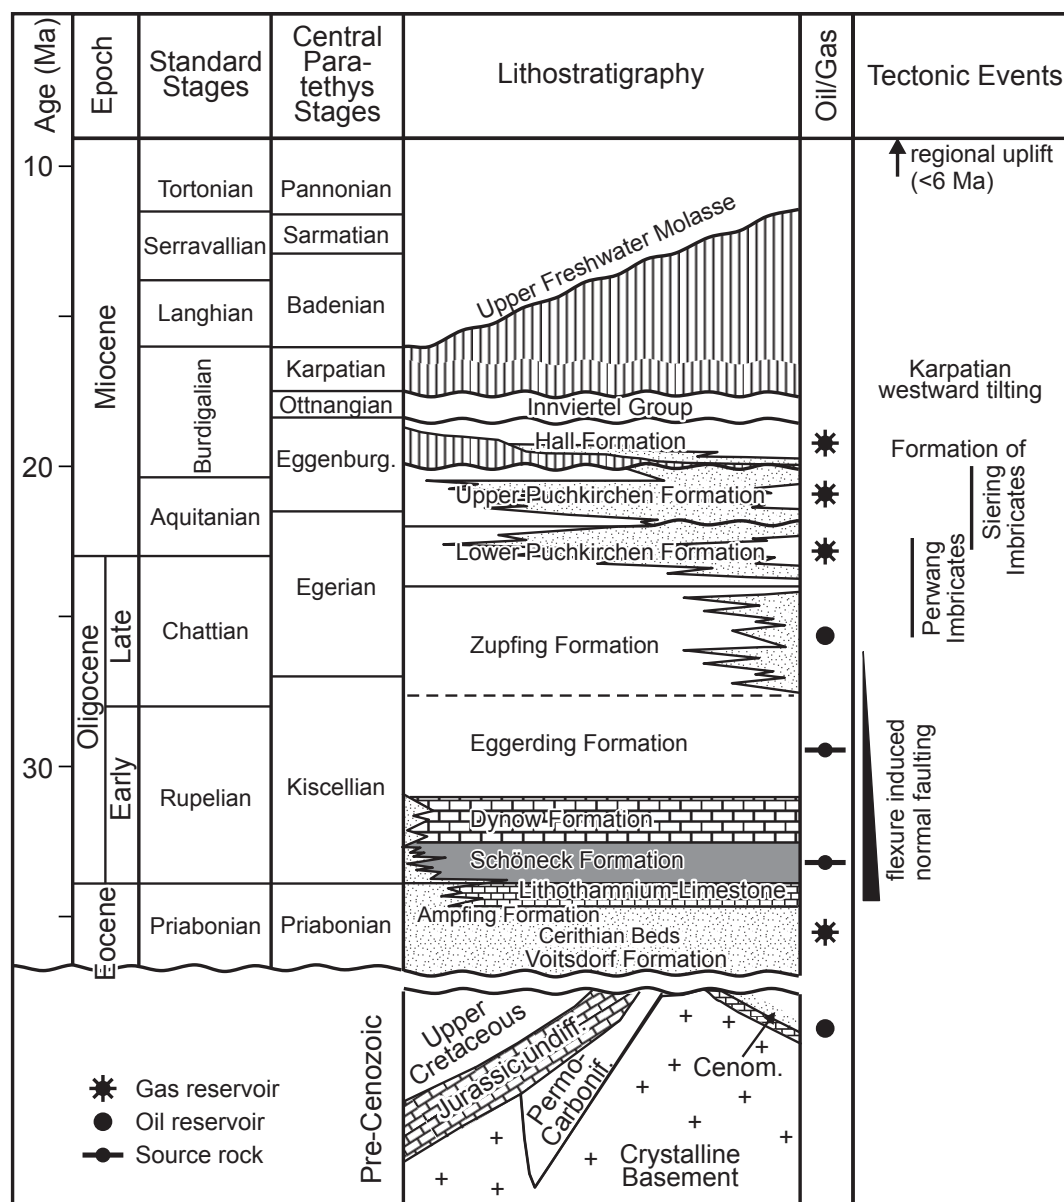 Age (Ma)
Epoch
Standard
Stages
Central
Para-
tethys
Stages
Lithostratigraphy
Oil/Gas
Tectonic Events
10
20
30
Miocene
Oligocene
Late
Early
Eocene
Pre-Cenozoic
Tortonian
Serravallian
Langhian
Burdigalian
Aquitanian
Chattian
Rupelian
Priabonian
Pannonian
Sarmatian
Badenian
Karpatian
Ottnangian
Eggenburg.
Egerian
Kiscellian
Priabonian
Upper Freshwater Molasse
Innviertel Group
Hall Formation
Upper Puchkirchen Formation
Lower Puchkirchen Formation
Zupfing Formation
Eggerding Formation
Dynow Formation
Schöneck Formation
Lithothamnium-Limestone
Ampfing Formation
Cerithian Beds
Voitsdorf Formation
Upper
Cretaceous
Jurassic undiff.
Permo-
Carbonif.
Cenom.
Crystalline
Basement
regional uplift
(<6 Ma)
Karpatian
westward tilting
Formation of
Siering
Imbricates
Perwang
Imbricates
flexure induced
normal faulting
Gas reservoir
Oil reservoir
Source rock